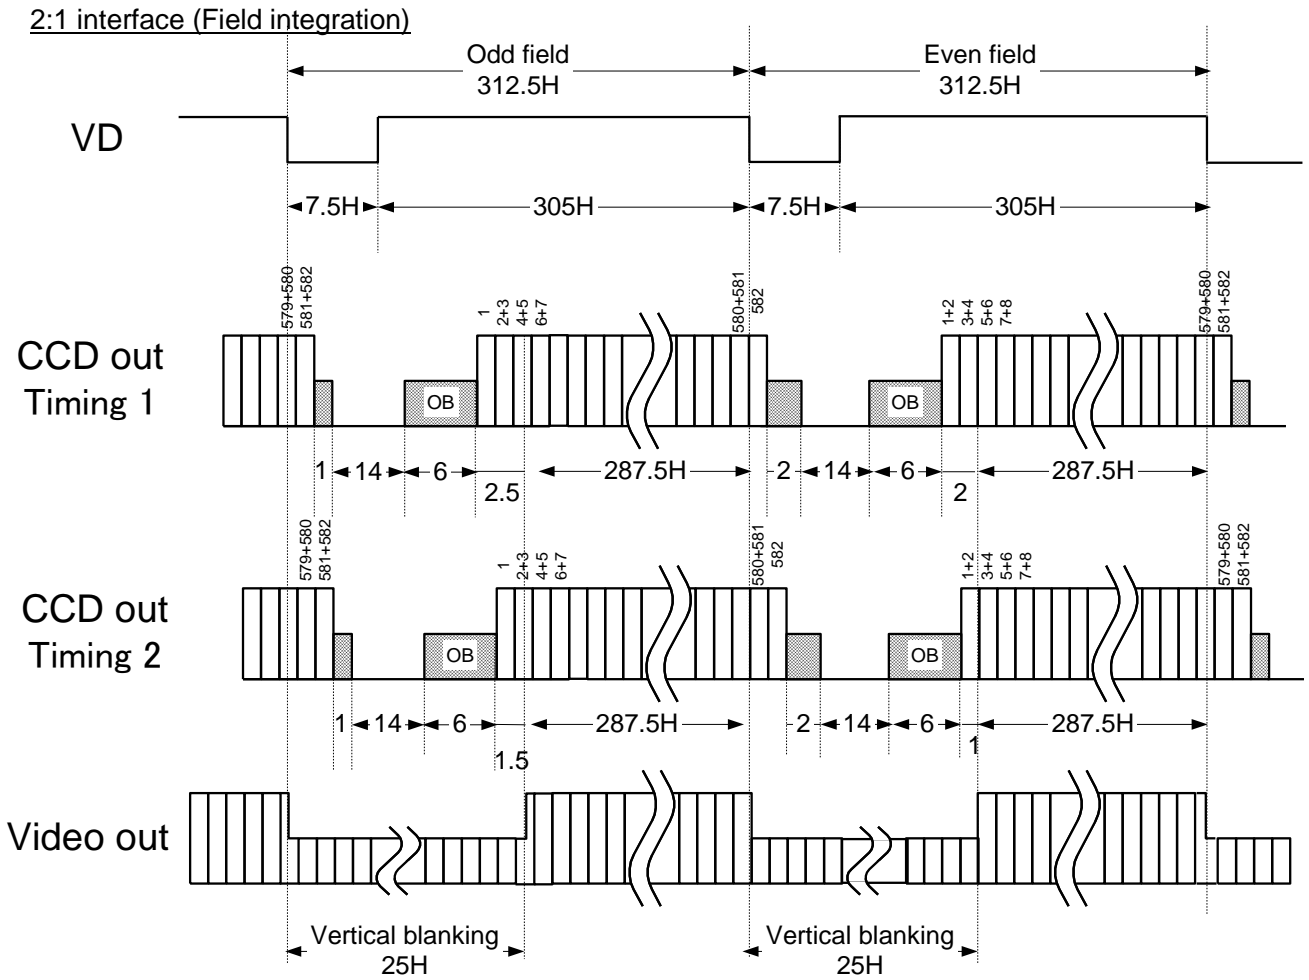 2:1 interface (Field integration)
Odd field
312.5H
Even field
312.5H
VD
7.5H
305H
7.5H
305H
579+580
581+582
1
2+3
4+5
6+7
580+581
582
1+2
3+4
5+6
7+8
579+580
581+582
CCD out
Timing 1
OB
OB
1
14
6
2.5
287.5H
2
14
6
2
287.5H
579+580
581+582
1
2+3
4+5
6+7
580+581
582
1+2
3+4
5+6
7+8
579+580
581+582
CCD out
Timing 2
OB
OB
1
14
6
1.5
287.5H
2
14
6
1
287.5H
Video out
Vertical blanking
25H
Vertical blanking
25H